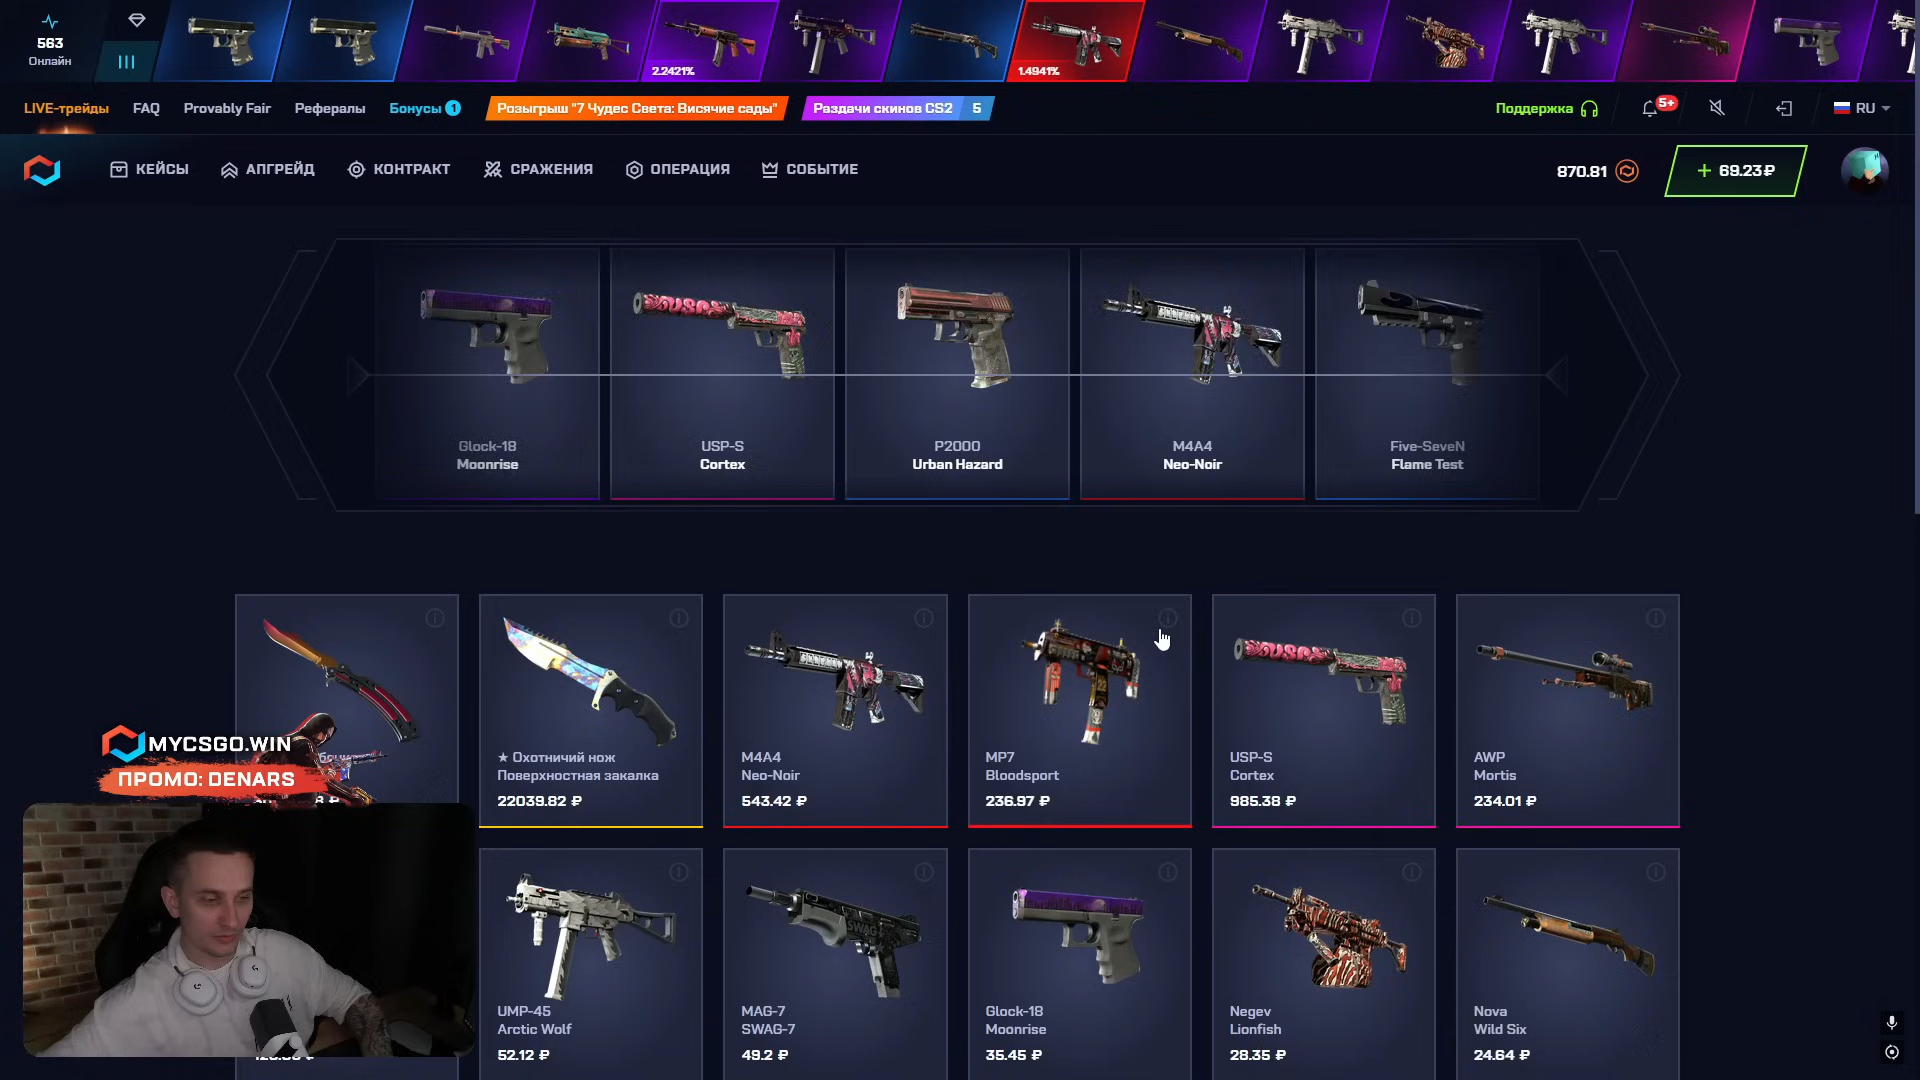 563
Онлайн
2.2421%
1.4941%
LIVE-трейды
FAQ
Provably Fair
Рефералы
Бонусы 1
Розыгрыш "7 Чудес Света: Висячие сады"
Раздачи скинов CS2 5
Поддержка
5+
RU
КЕЙСЫ
АПГРЕЙД
КОНТРАКТ
СРАЖЕНИЯ
ОПЕРАЦИЯ
СОБЫТИЕ
870.81
+ 69.23 ₽
Glock-18
Moonrise
USP-S
Cortex
P2000
Urban Hazard
M4A4
Neo-Noir
Five-SeveN
Flame Test
★ Охотничий нож
Поверхностная закалка
22039.82 ₽
M4A4
Neo-Noir
543.42 ₽
MP7
Bloodsport
236.97 ₽
USP-S
Cortex
985.38 ₽
AWP
Mortis
234.01 ₽
MYCSGO.WIN
ПРОМО: DENARS
UMP-45
Arctic Wolf
52.12 ₽
MAG-7
SWAG-7
49.2 ₽
Glock-18
Moonrise
35.45 ₽
Negev
Lionfish
28.35 ₽
Nova
Wild Six
24.64 ₽